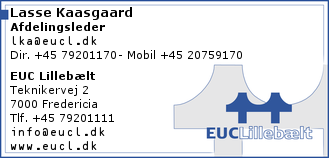 Lasse Kaasgaard
Afdelingsleder
lka@eucl.dk
Dir. +45 79201170- Mobil +45 20759170
EUC Lillebælt
Teknikervej 2
7000 Fredericia
Tlf. +45 79201111
info@eucl.dk
www.eucl.dk
EUCLillebælt